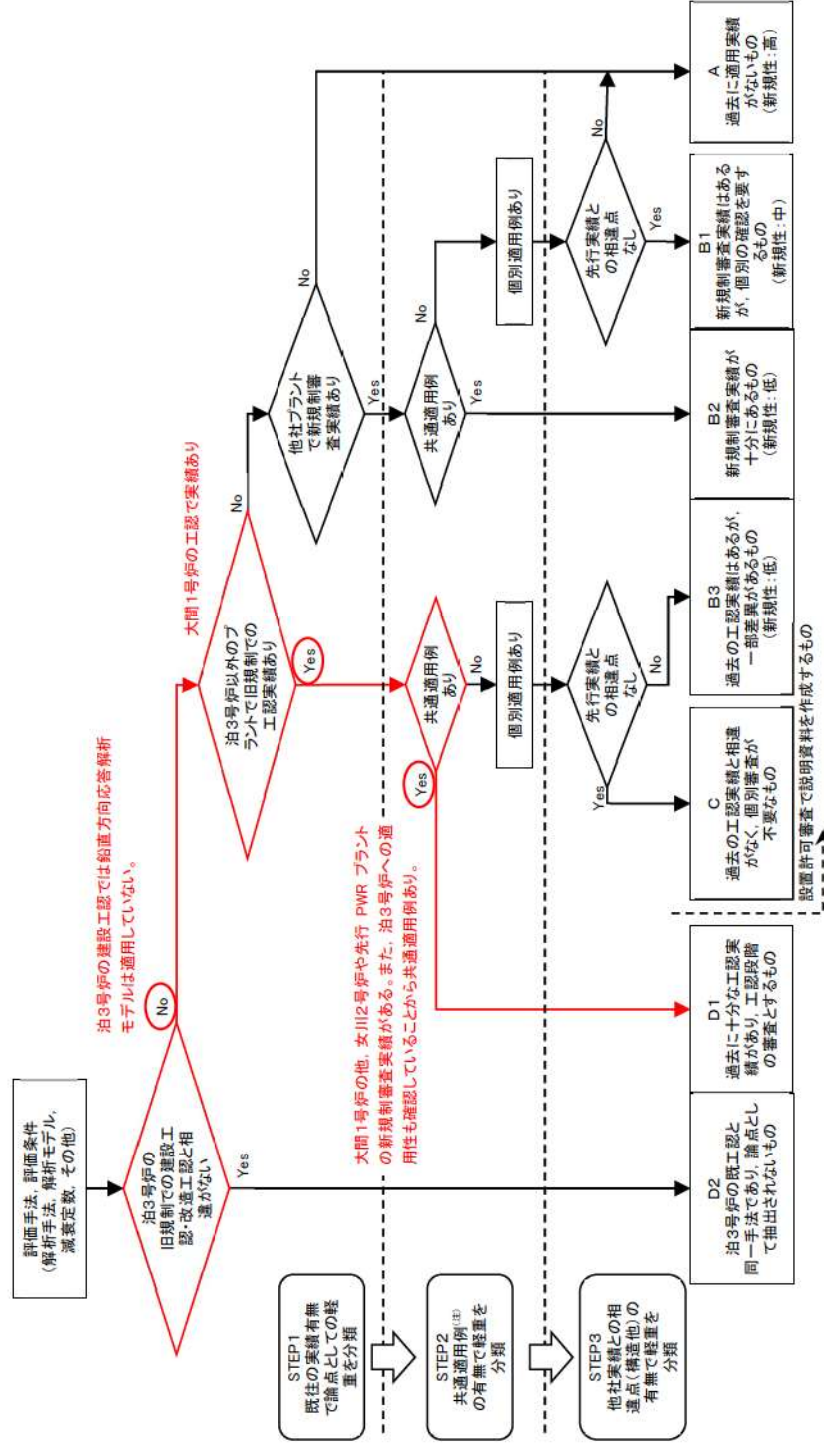 評価手法, 評価条件
(解析手法, 解析モデル,
減衰定数, その他)
泊3号炉の
旧規制での建設工
認・改造工認と相
違がない
No
Yes
泊3号炉の建設工認では鉛直方向応答解析
モデルは適用していない。
泊3号炉以外のプ
ラントで旧規制での
工認実績あり
No
Yes
大間1号炉の工認で実績あり
他社プラント
で新規制審
査実績あり
No
Yes
STEP1
既往の実績有無
で論点としての軽
重を分類
大間1号炉の他, 女川2号炉や先行 PWR プラント
の新規制審査実績がある。また, 泊3号炉への適
用性も確認していることから共通適用例あり。
共通適用例
あり
Yes
No
個別適用例あり
共通適用例
あり
No
Yes
個別適用例あり
STEP2
共通適用例(注)
の有無で軽重を
分類
先行実績と
の相違点
なし
Yes
No
先行実績と
の相違点
なし
No
Yes
STEP3
他社実績との相
違点(構造他)の
有無で軽重を
分類
D2
泊3号炉の既工認と
同一手法であり, 論点とし
て抽出されないもの
D1
過去に十分な工認実
績があり, 工認段階
の審査とするもの
C
過去の工認実績と相違
がなく, 個別審査が
不要なもの
B3
過去の工認実績はあるが,
一部差異があるもの
(新規性:低)
B2
新規制審査実績が
十分にあるもの
(新規性:低)
B1
新規制審査実績はある
が, 個別の確認を要す
るもの
(新規性:中)
A
過去に適用実績
がないもの
(新規性:高)
設置許可審査で説明資料を作成するもの